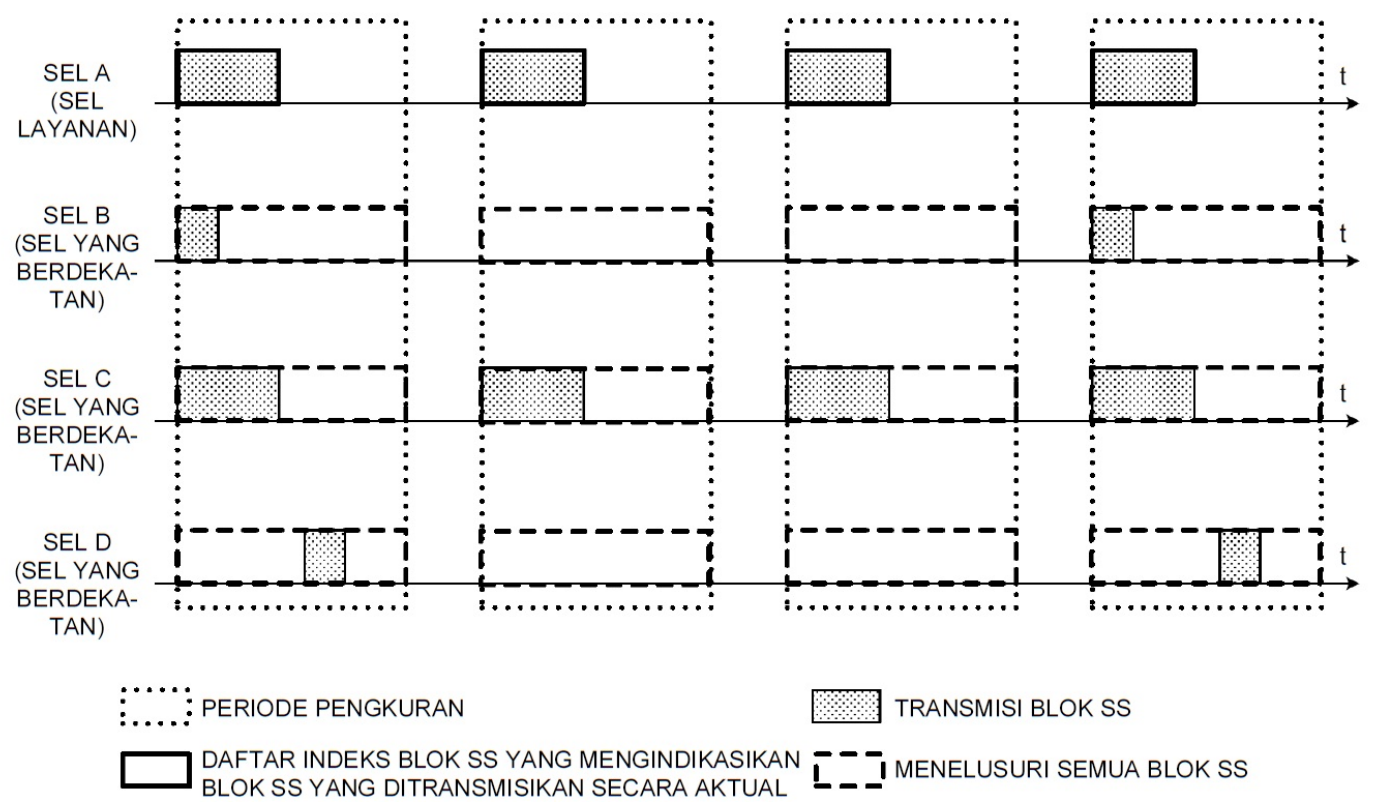 SEL A
(SEL
LAYANAN)
t
SEL B
(SEL YANG
BERDEKA-
TAN)
t
SEL C
(SEL YANG
BERDEKA-
TAN)
t
SEL D
(SEL YANG
BERDEKA-
TAN)
t
PERIODE PENGKURAN
TRANSMISI BLOK SS
DAFTAR INDEKS BLOK SS YANG MENGINDIKASIKAN
BLOK SS YANG DITRANSMISIKAN SECARA AKTUAL
MENELUSURI SEMUA BLOK SS